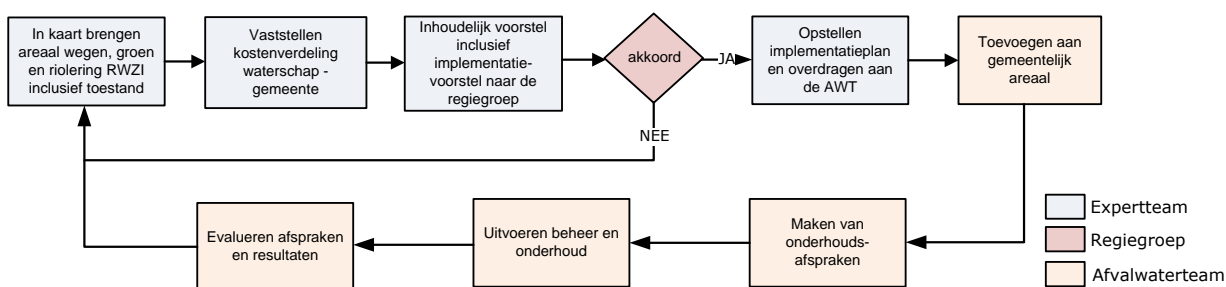 In kaart brengen
areaal wegen, groen
en riolering RWZI
inclusief toestand
Vaststellen
kostenverdeling
waterschap -
gemeente
Inhoudelijk voorstel
inclusief
implementatie-
voorstel naar de
regiegroep
akkoord
JA
NEE
Opstellen
implementatieplan
en overdragen aan
de AWT
Toevoegen aan
gemeentelijk
areaal
Evalueren afspraken
en resultaten
Uitvoeren beheer en
onderhoud
Maken van
onderhouds-
afspraken
Expertteam
Regiegroep
Afvalwaterteam